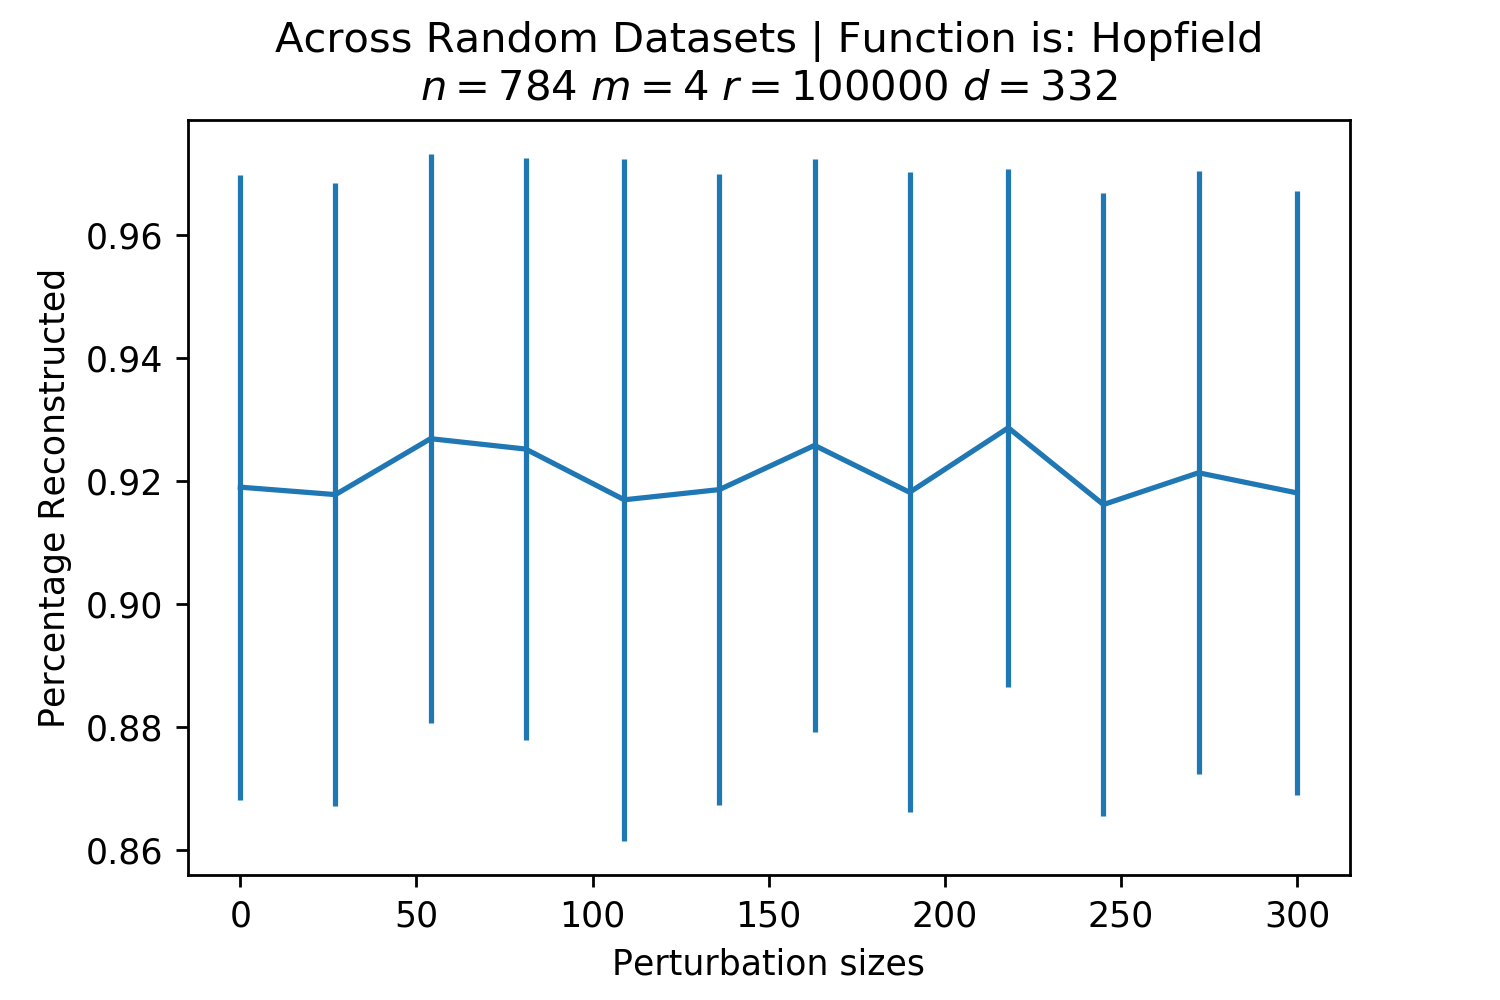 Across Random Datasets | Function is: Hopfield
n = 784 m = 4 r = 100000 d = 332
Percentage Reconstructed
0.96
0.94
0.92
0.90
0.88
0.86
0 50 100 150 200 250 300
Perturbation sizes